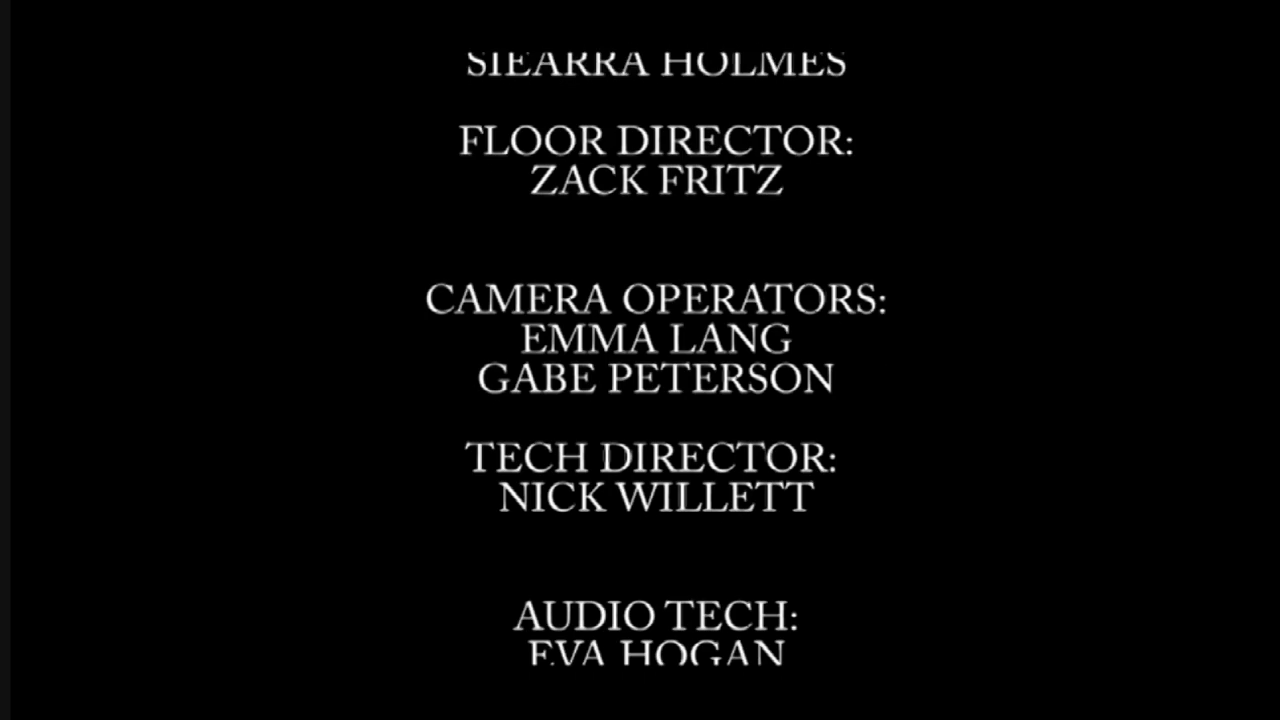 SIEARRA HOLMES
FLOOR DIRECTOR:
ZACK FRITZ
CAMERA OPERATORS:
EMMA LANG
GABE PETERSON
TECH DIRECTOR:
NICK WILLETT
AUDIO TECH:
EVA HOGAN